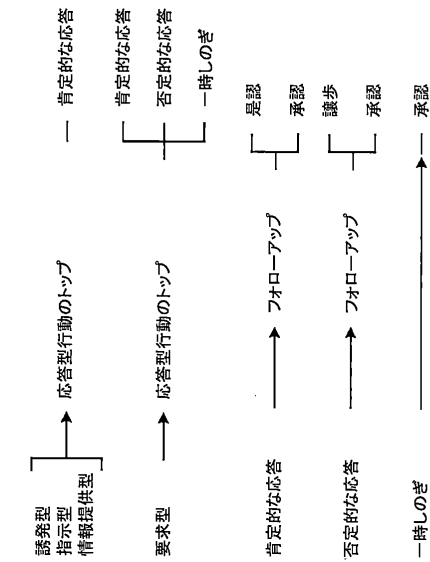 誘発型
指示型
情報提供型
応答型行動のトップ
肯定的な応答
要求型
応答型行動のトップ
肯定的な応答
否定的な応答
一時しのぎ
肯定的な応答
フォローアップ
是認
承認
否定的な応答
フォローアップ
譲歩
承認
一時しのぎ
承認